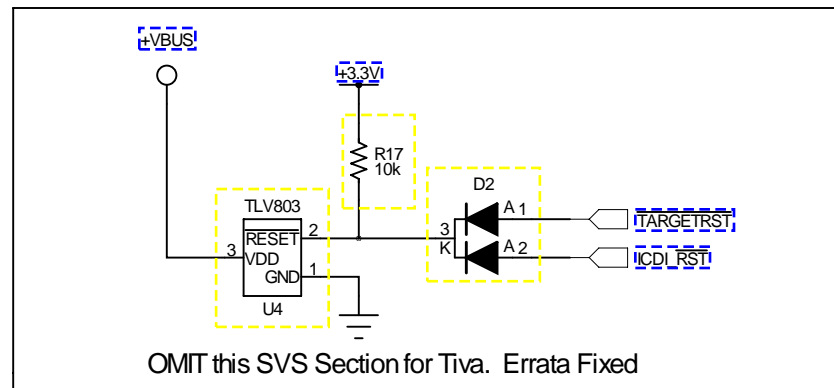 +VBUS
+3.3V
R17
10k
D2
TLV803
A 1
TARGETRST
RESET
2
3
K
A 2
ICDI_RST
3
VDD
GND
1
U4
OMIT this SVS Section for Tiva. Errata Fixed